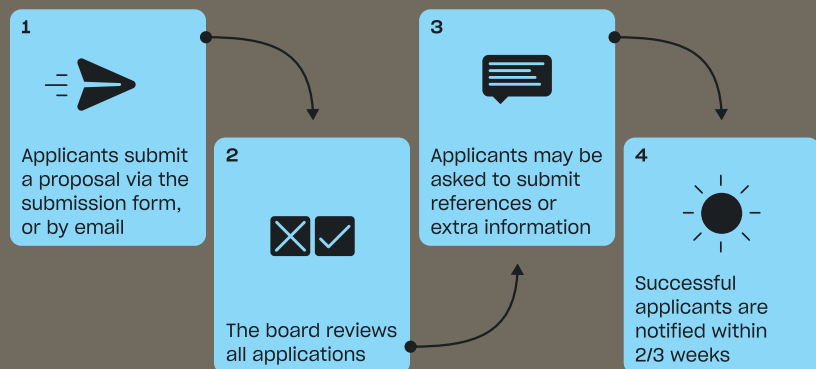 1
Applicants submit
a proposal via the
submission form,
or by email
2
The board reviews
all applications
3
Applicants may be
asked to submit
references or
extra information
4
Successful
applicants are
notified within
2/3 weeks